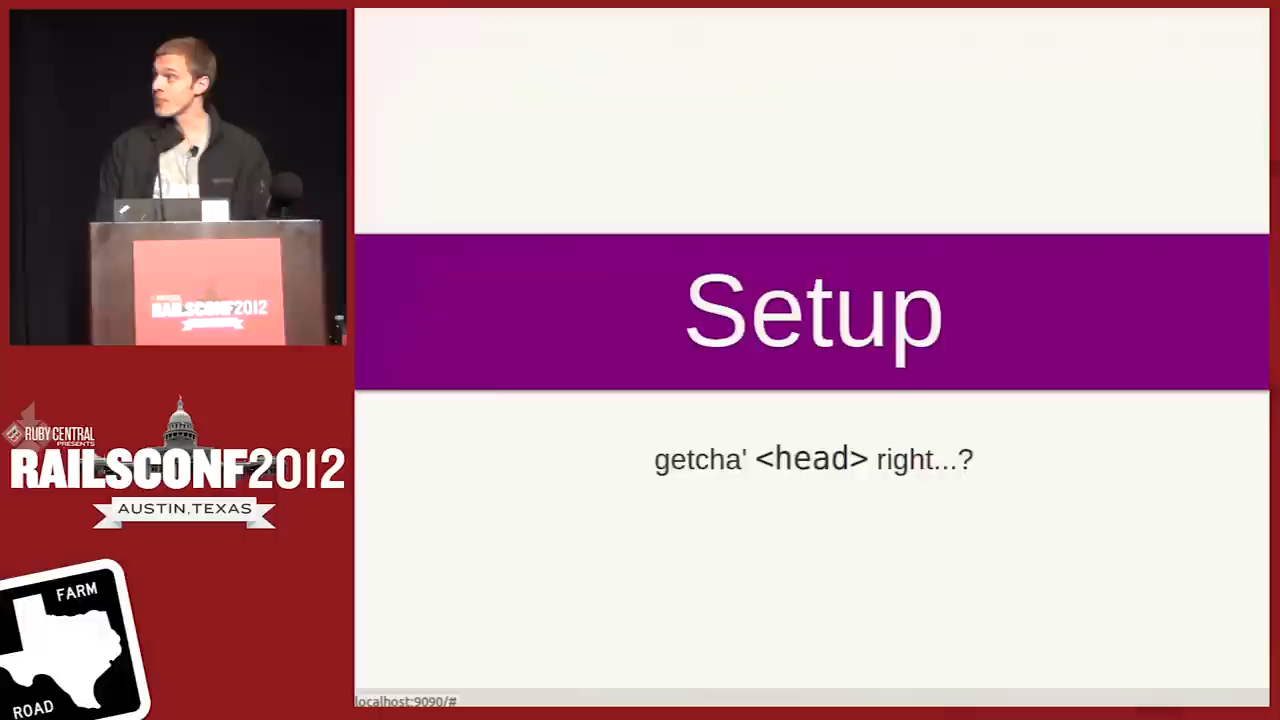 RAILSCONF2012
RUBY CENTRAL
PRESENTS
RAILSCONF2012
AUSTIN, TEXAS
FARM
ROAD
Setup
getcha' <head> right...?
localhost:9090/#